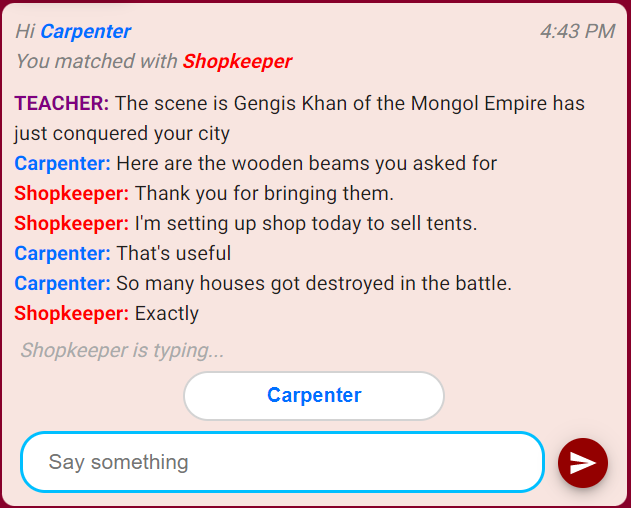 Hi Carpenter 4:43 PM
You matched with Shopkeeper
TEACHER: The scene is Gengis Khan of the Mongol Empire has
just conquered your city
Carpenter: Here are the wooden beams you asked for
Shopkeeper: Thank you for bringing them.
Shopkeeper: I'm setting up shop today to sell tents.
Carpenter: That's useful
Carpenter: So many houses got destroyed in the battle.
Shopkeeper: Exactly
Shopkeeper is typing...
Carpenter
Say something